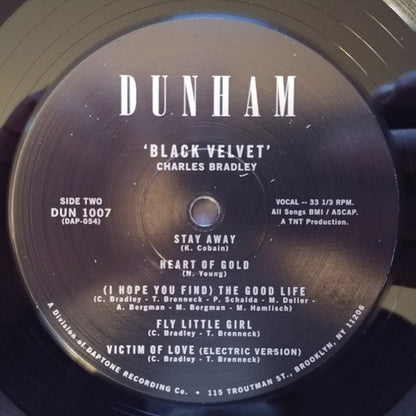 DUNHAM
'BLACK VELVET'
CHARLES BRADLEY
SIDE TWO
DUN 1007
(DAP-054)
VOCAL -- 33 1/3 RPM.
All Songs BMI / ASCAP.
A TNT Production.
STAY AWAY
(K. Cobain)
HEART OF GOLD
(N. Young)
(I HOPE YOU FIND) THE GOOD LIFE
(C. Bradley - T. Brenneck - P. Schalda - M. Deller -
A. Bergman - M. Bergman - M. Hamlisch)
FLY LITTLE GIRL
(C. Bradley - T. Brenneck)
VICTIM OF LOVE (ELECTRIC VERSION)
(C. Bradley - T. Brenneck)
A Division of DAPTONE RECORDING Co. • 115 TROUTMAN ST., BROOKLYN, NY 11206